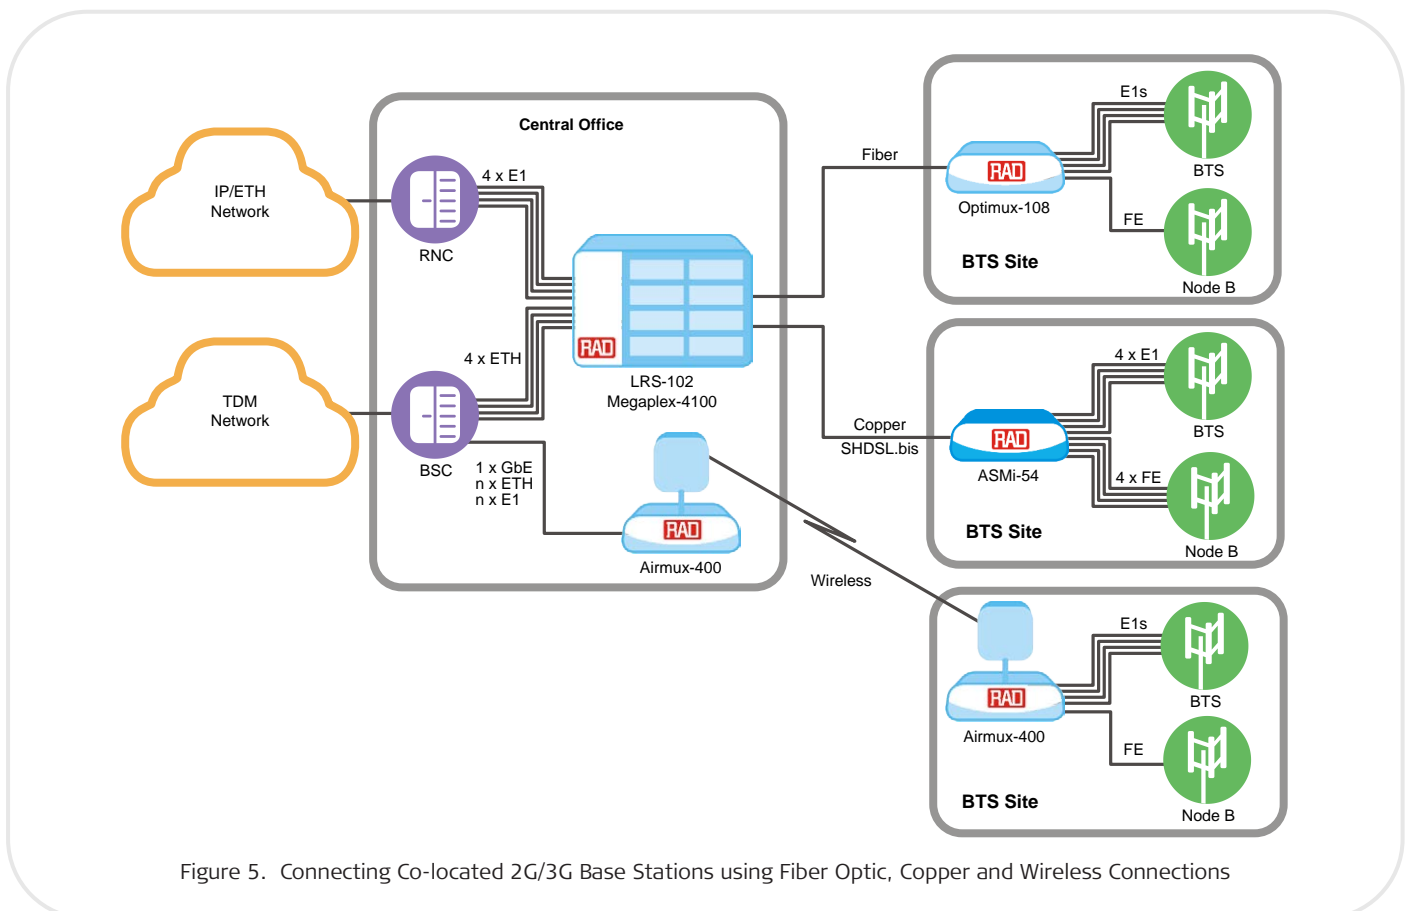 Central Office
IP/ETH
Network
RNC
4 x E1
TDM
Network
BSC
4 x ETH
1 x GbE
n x ETH
n x E1
RAD
LRS-102
Megaplex-4100
RAD
Airmux-400
Fiber
Copper
SHDSL.bis
Wireless
RAD
Optimux-108
E1s
BTS
FE
Node B
BTS Site
RAD
ASMi-54
4 x E1
BTS
4 x FE
Node B
BTS Site
RAD
Airmux-400
E1s
BTS
FE
Node B
BTS Site
Figure 5. Connecting Co-located 2G/3G Base Stations using Fiber Optic, Copper and Wireless Connections